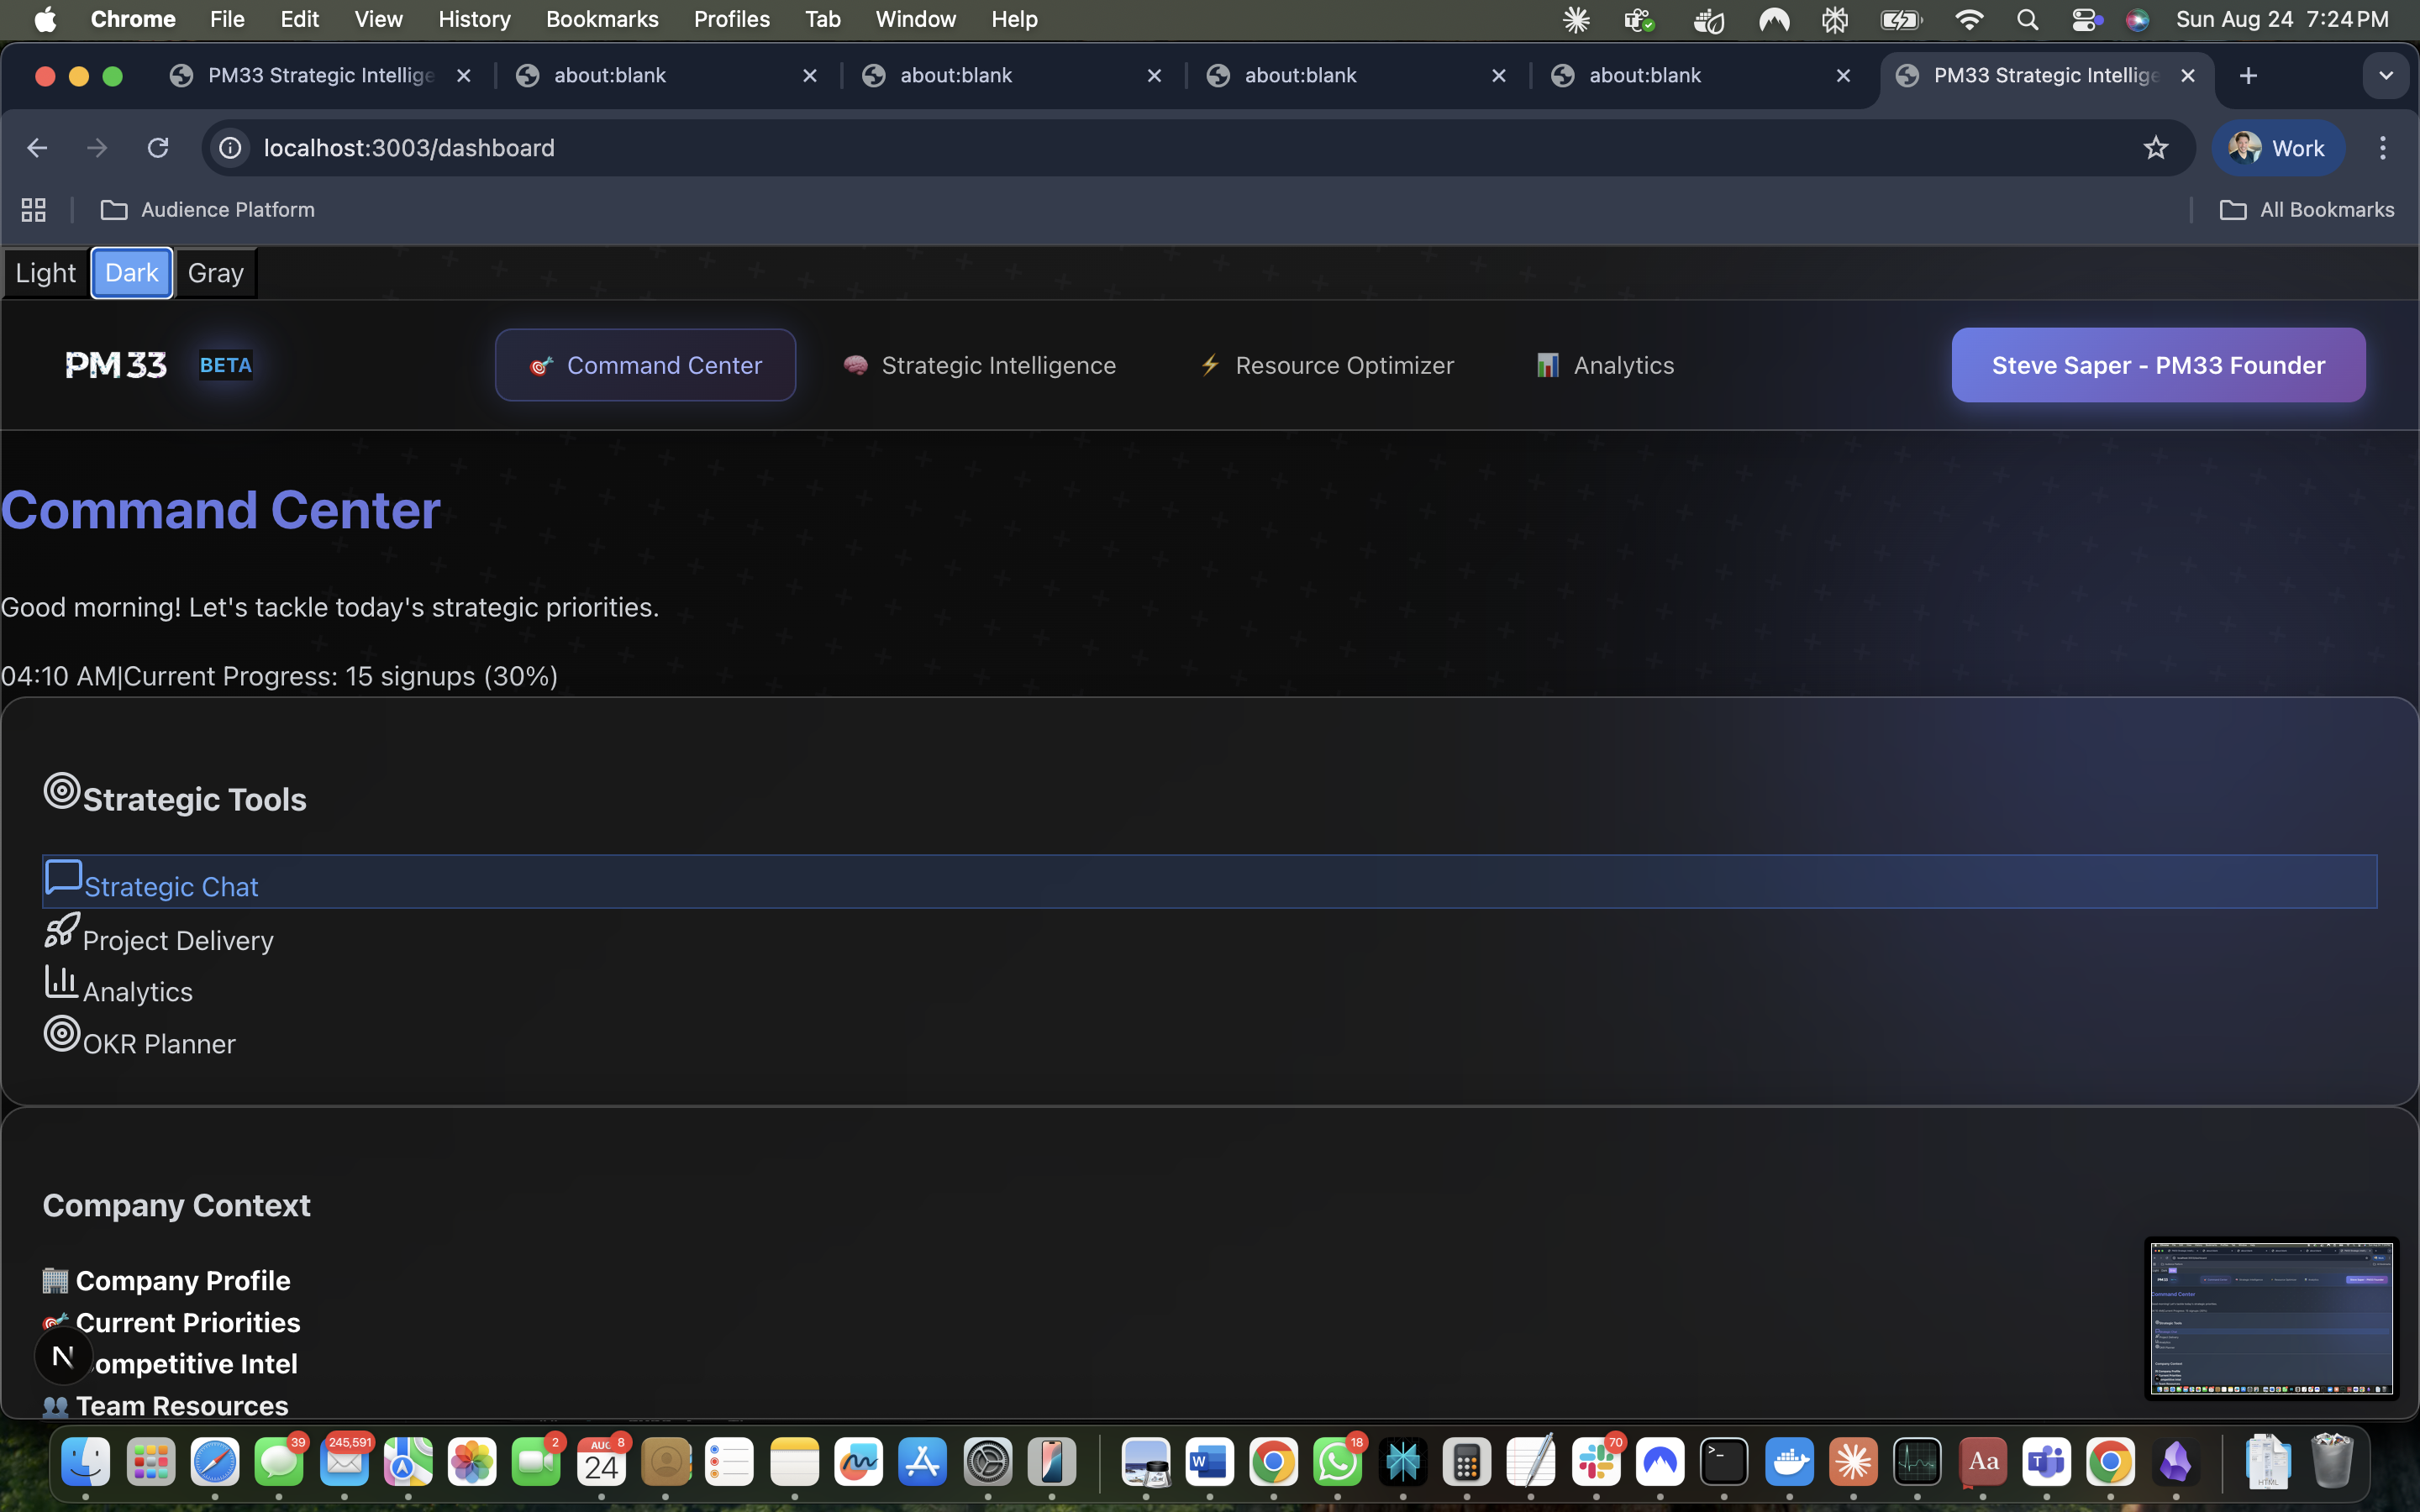 Chrome File Edit View History Bookmarks Profiles Tab Window Help Sun Aug 24 7:24 PM
PM33 Strategic Intellige about:blank about:blank about:blank about:blank PM33 Strategic Intellige
localhost:3003/dashboard Work
Audience Platform All Bookmarks
Light Dark Gray
PM33 BETA Command Center Strategic Intelligence Resource Optimizer Analytics Steve Saper - PM33 Founder
Command Center
Good morning! Let's tackle today's strategic priorities.
04:10 AM|Current Progress: 15 signups (30%)
Strategic Tools
Strategic Chat
Project Delivery
Analytics
OKR Planner
Company Context
Company Profile
Current Priorities
N ompetitive Intel
Team Resources
39 245,591 2 AUG 8 24 18 70
W >_ Aa T HTML